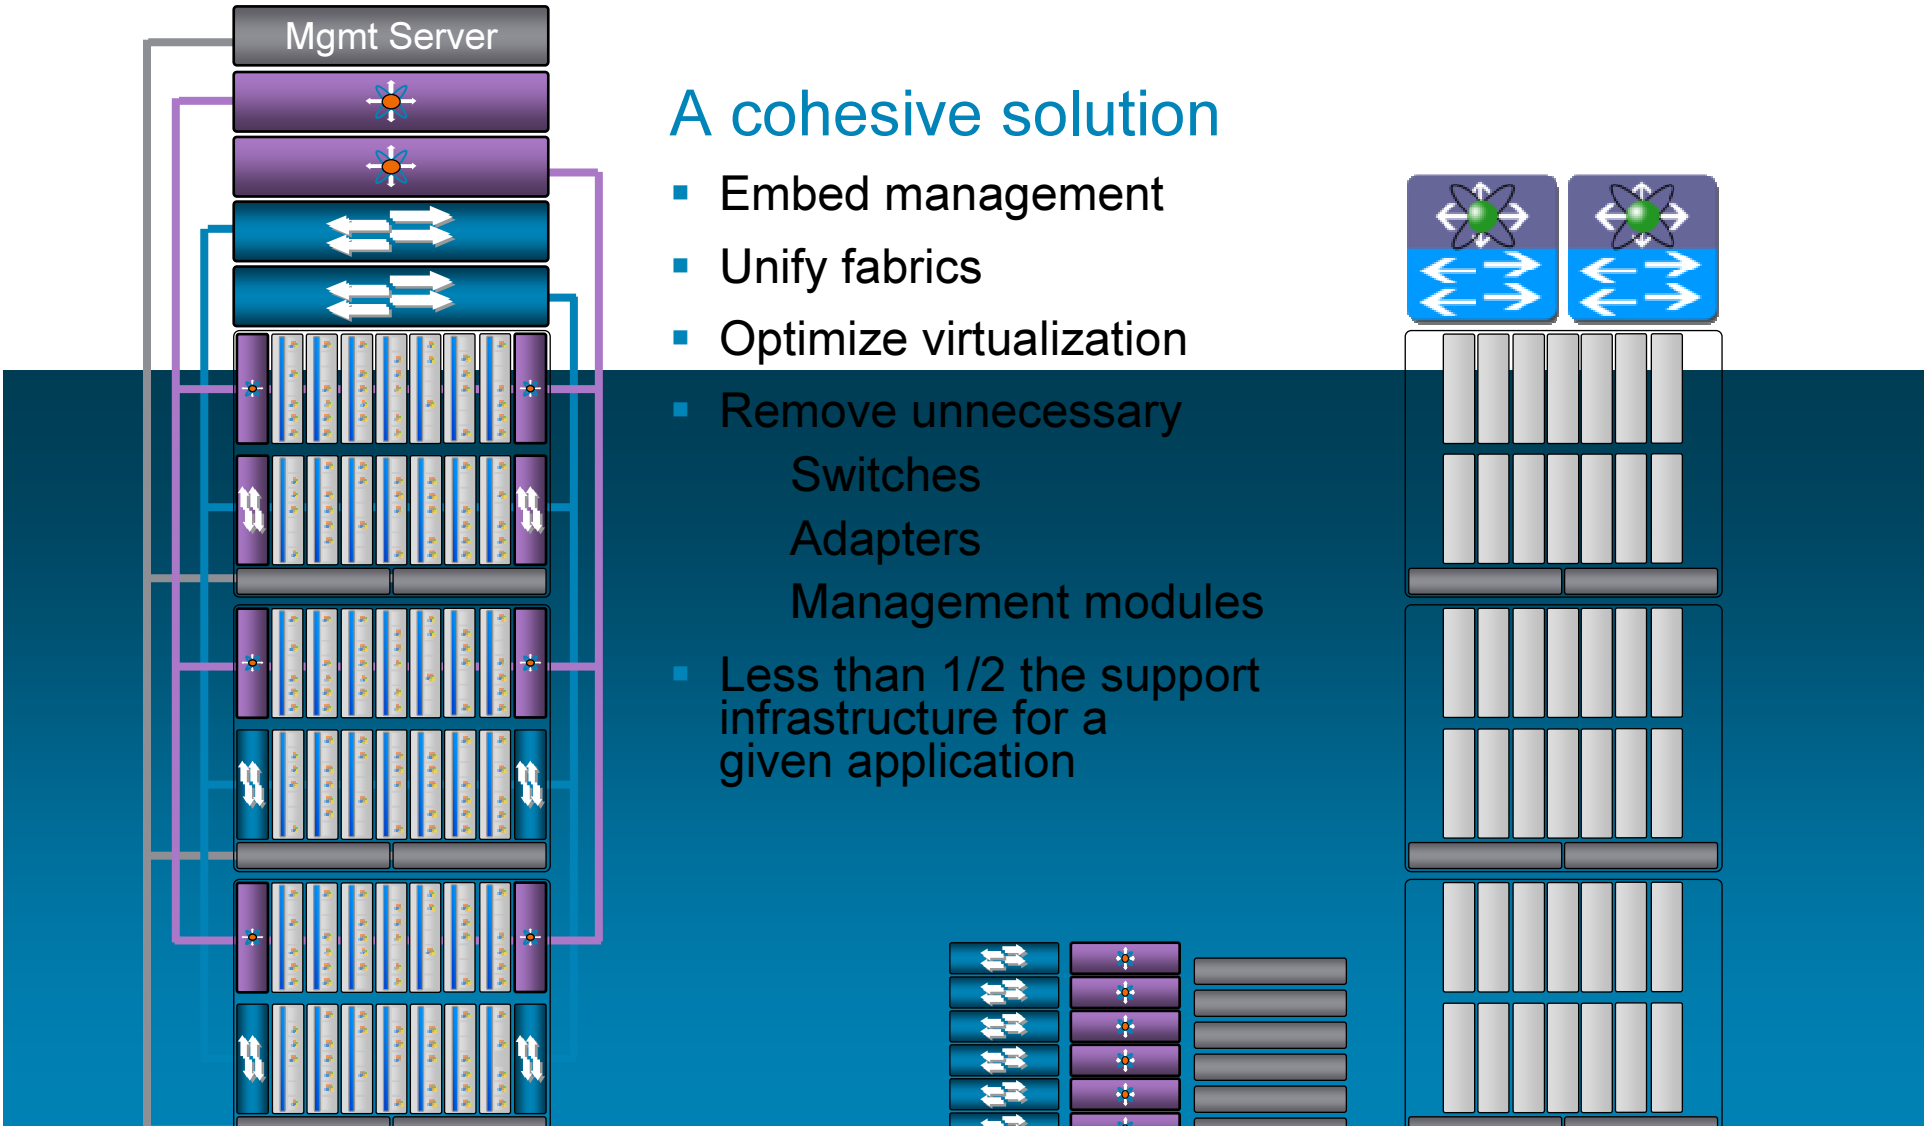 Mgmt Server
A cohesive solution
Embed management
Unify fabrics
Optimize virtualization
Remove unnecessary
Switches
Adapters
Management modules
Less than 1/2 the support
infrastructure for a
given application